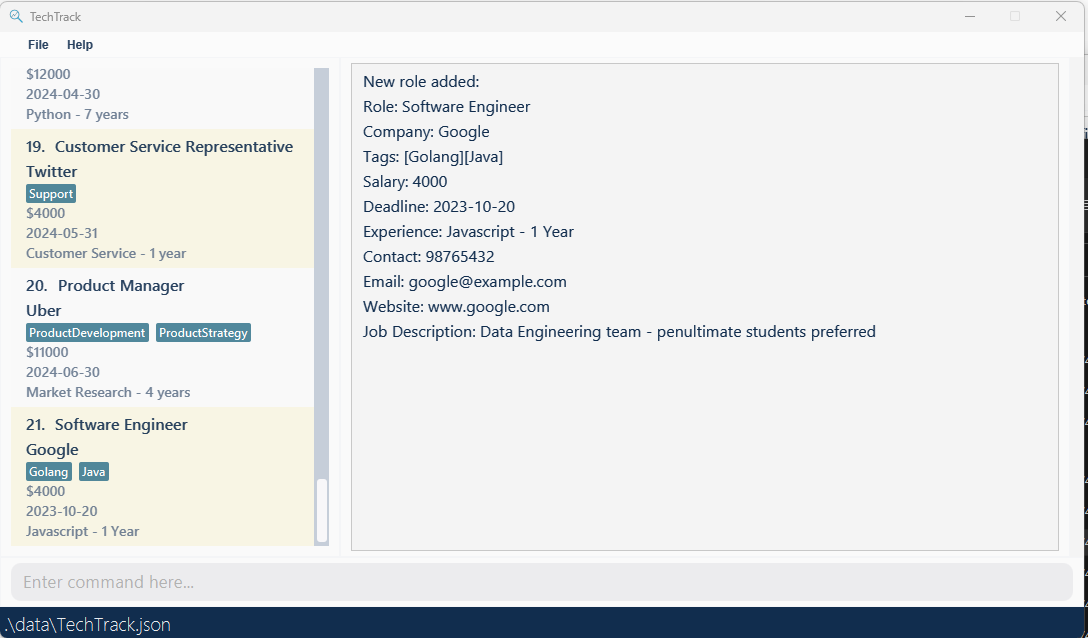 TechTrack
File Help
$12000
2024-04-30
Python - 7 years
19. Customer Service Representative
Twitter
Support
$4000
2024-05-31
Customer Service - 1 year
20. Product Manager
Uber
ProductDevelopment ProductStrategy
$11000
2024-06-30
Market Research - 4 years
21. Software Engineer
Google
Golang Java
$4000
2023-10-20
Javascript - 1 Year
New role added:
Role: Software Engineer
Company: Google
Tags: [Golang][Java]
Salary: 4000
Deadline: 2023-10-20
Experience: Javascript - 1 Year
Contact: 98765432
Email: google@example.com
Website: www.google.com
Job Description: Data Engineering team - penultimate students preferred
Enter command here...
.\data\TechTrack.json